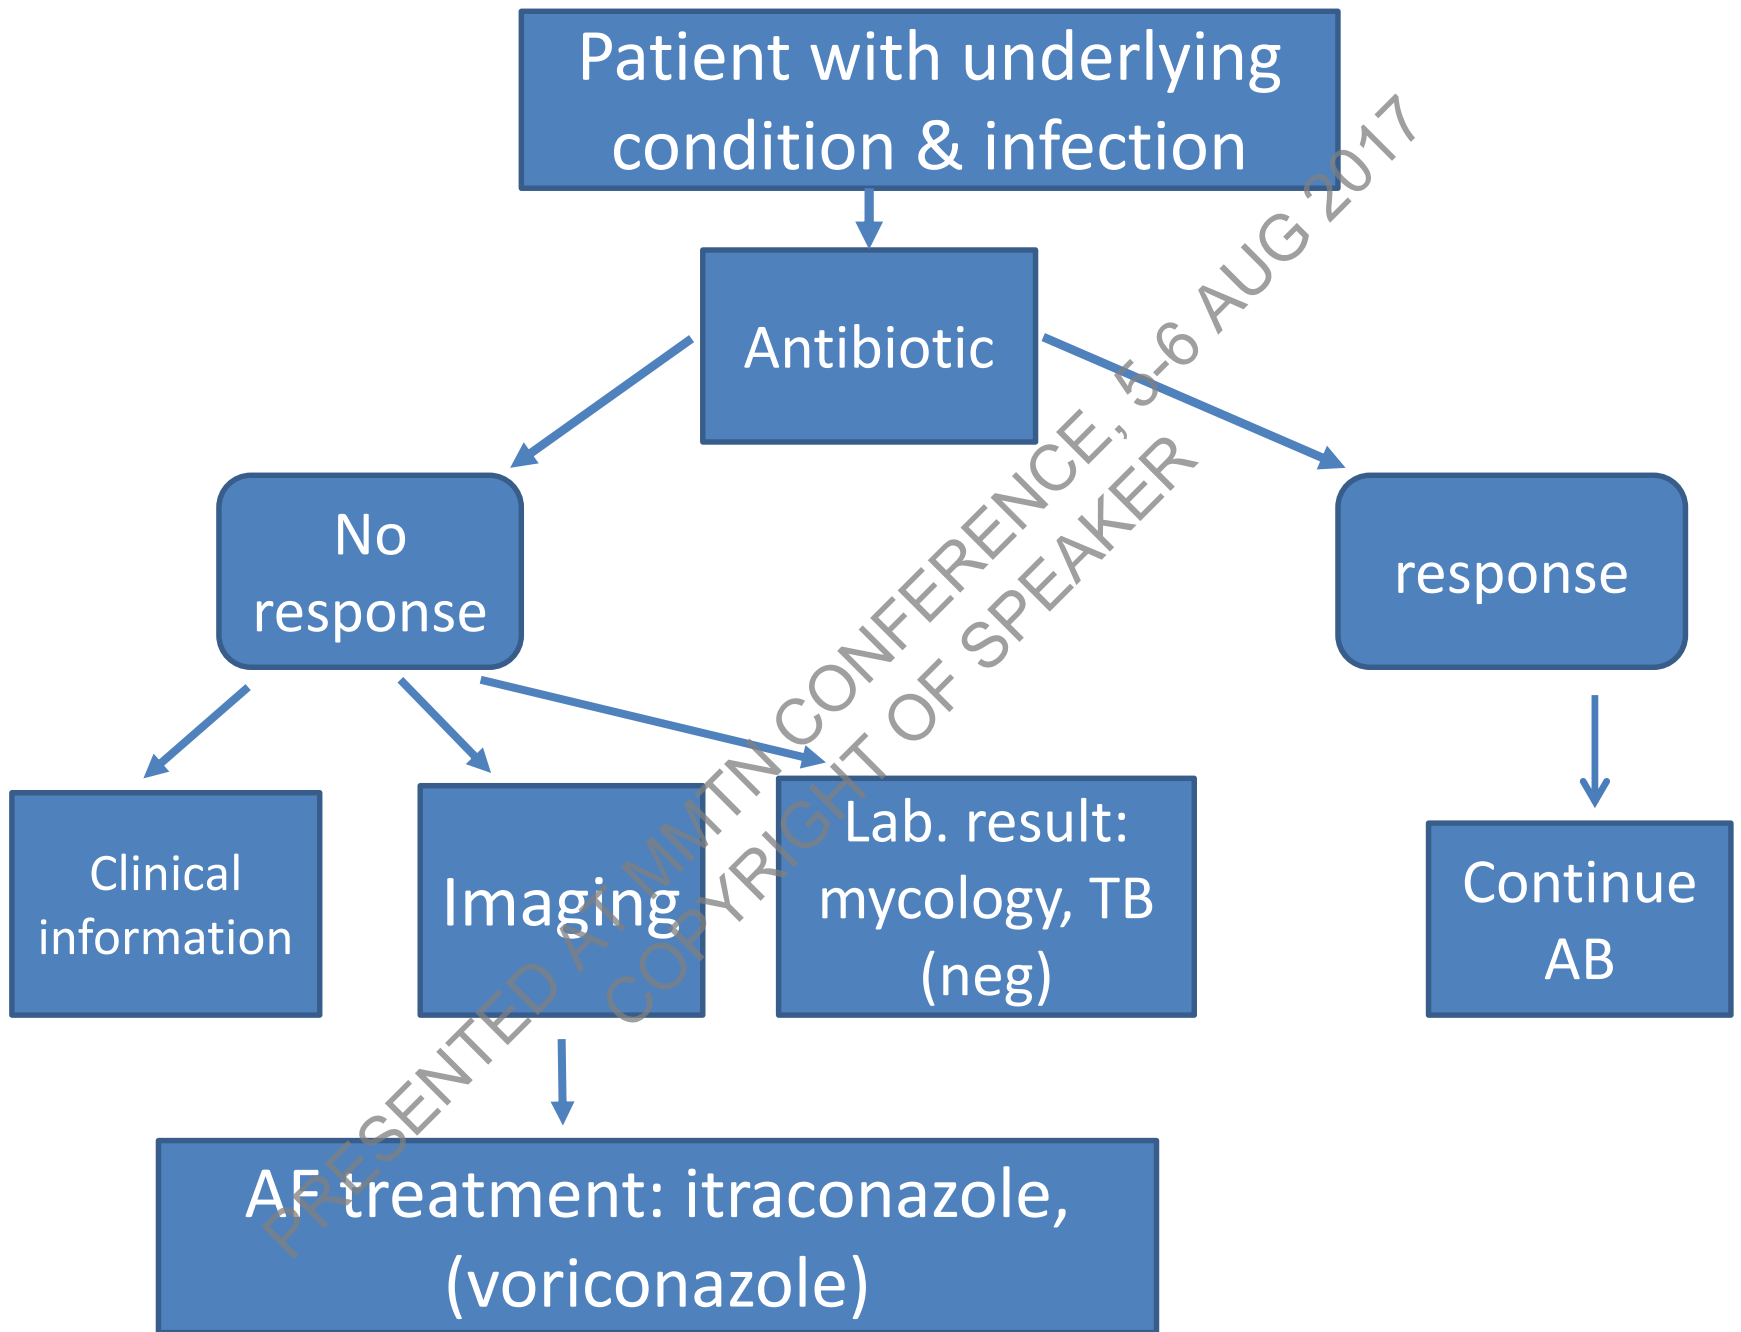 Patient with underlying
condition & infection
Antibiotic
No
response
response
Clinical
information
Imaging
Lab. result:
mycology, TB
(neg)
Continue
AB
AF treatment: itraconazole,
(voriconazole)
PRESENTED AT MMTN CONFERENCE, 5-6 AUG 2017
COPYRIGHT OF SPEAKER